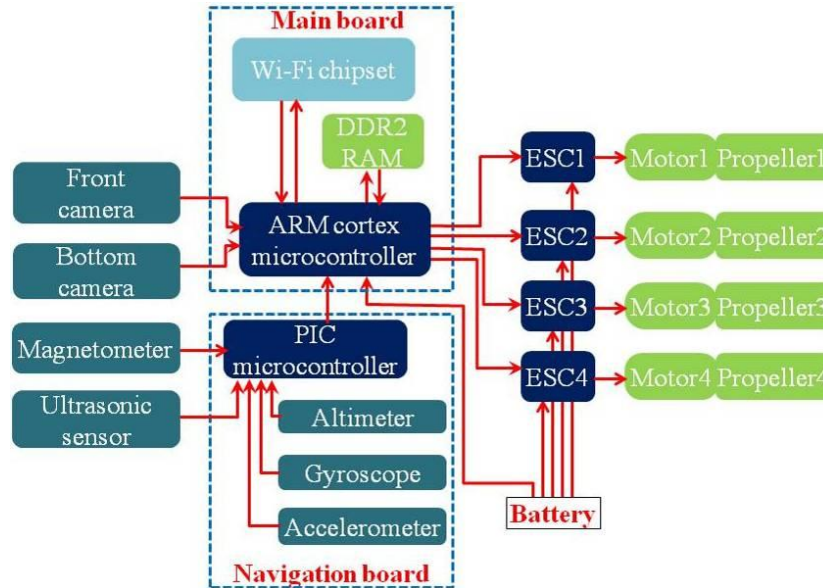 Main board
Wi-Fi chipset
DDR2
RAM
ESC1
Motor1
Propeller1
Front
camera
ARM cortex
microcontroller
ESC2
Motor2
Propeller2
Bottom
camera
ESC3
Motor3
Propeller3
Magnetometer
PIC
microcontroller
ESC4
Motor4
Propeller4
Ultrasonic
sensor
Altimeter
Gyroscope
Accelerometer
Battery
Navigation board